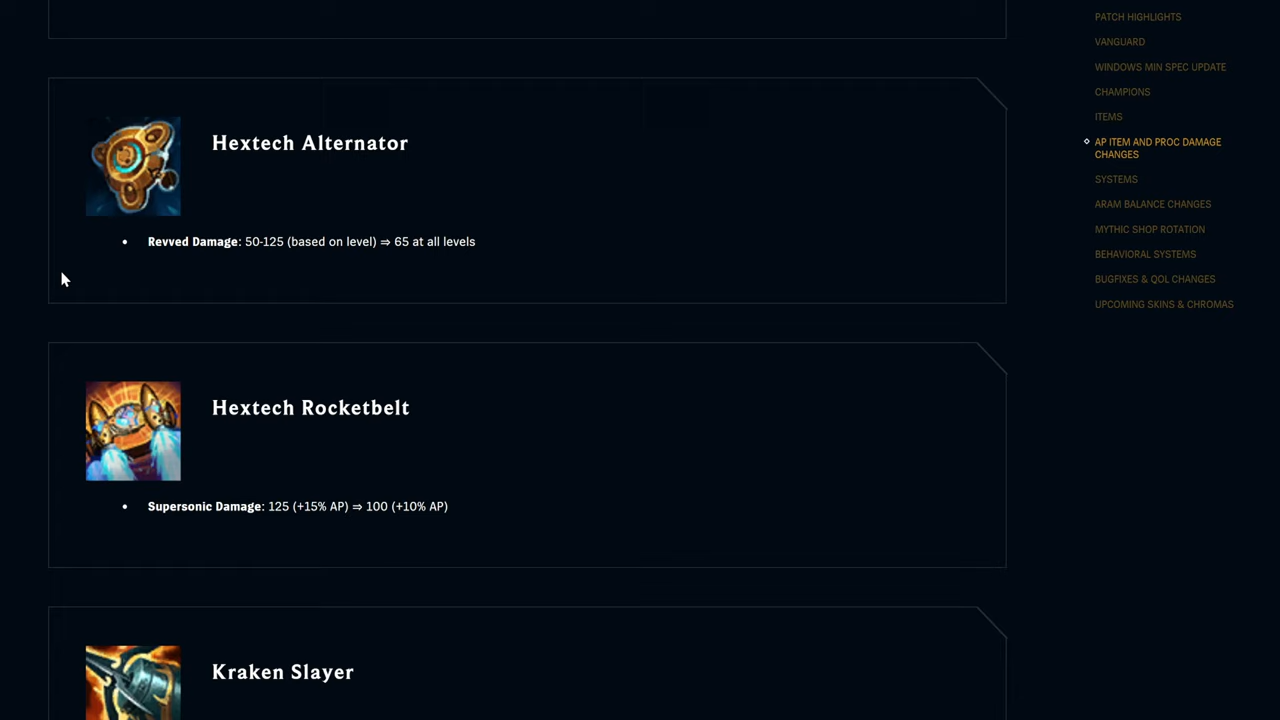 Hextech Alternator
• Revved Damage: 50-125 (based on level) ⇒ 65 at all levels
Hextech Rocketbelt
• Supersonic Damage: 125 (+15% AP) ⇒ 100 (+10% AP)
Kraken Slayer
PATCH HIGHLIGHTS
VANGUARD
WINDOWS MIN SPEC UPDATE
CHAMPIONS
ITEMS
AP ITEM AND PROC DAMAGE
CHANGES
SYSTEMS
ARAM BALANCE CHANGES
MYTHIC SHOP ROTATION
BEHAVIORAL SYSTEMS
BUGFIXES & QOL CHANGES
UPCOMING SKINS & CHROMAS